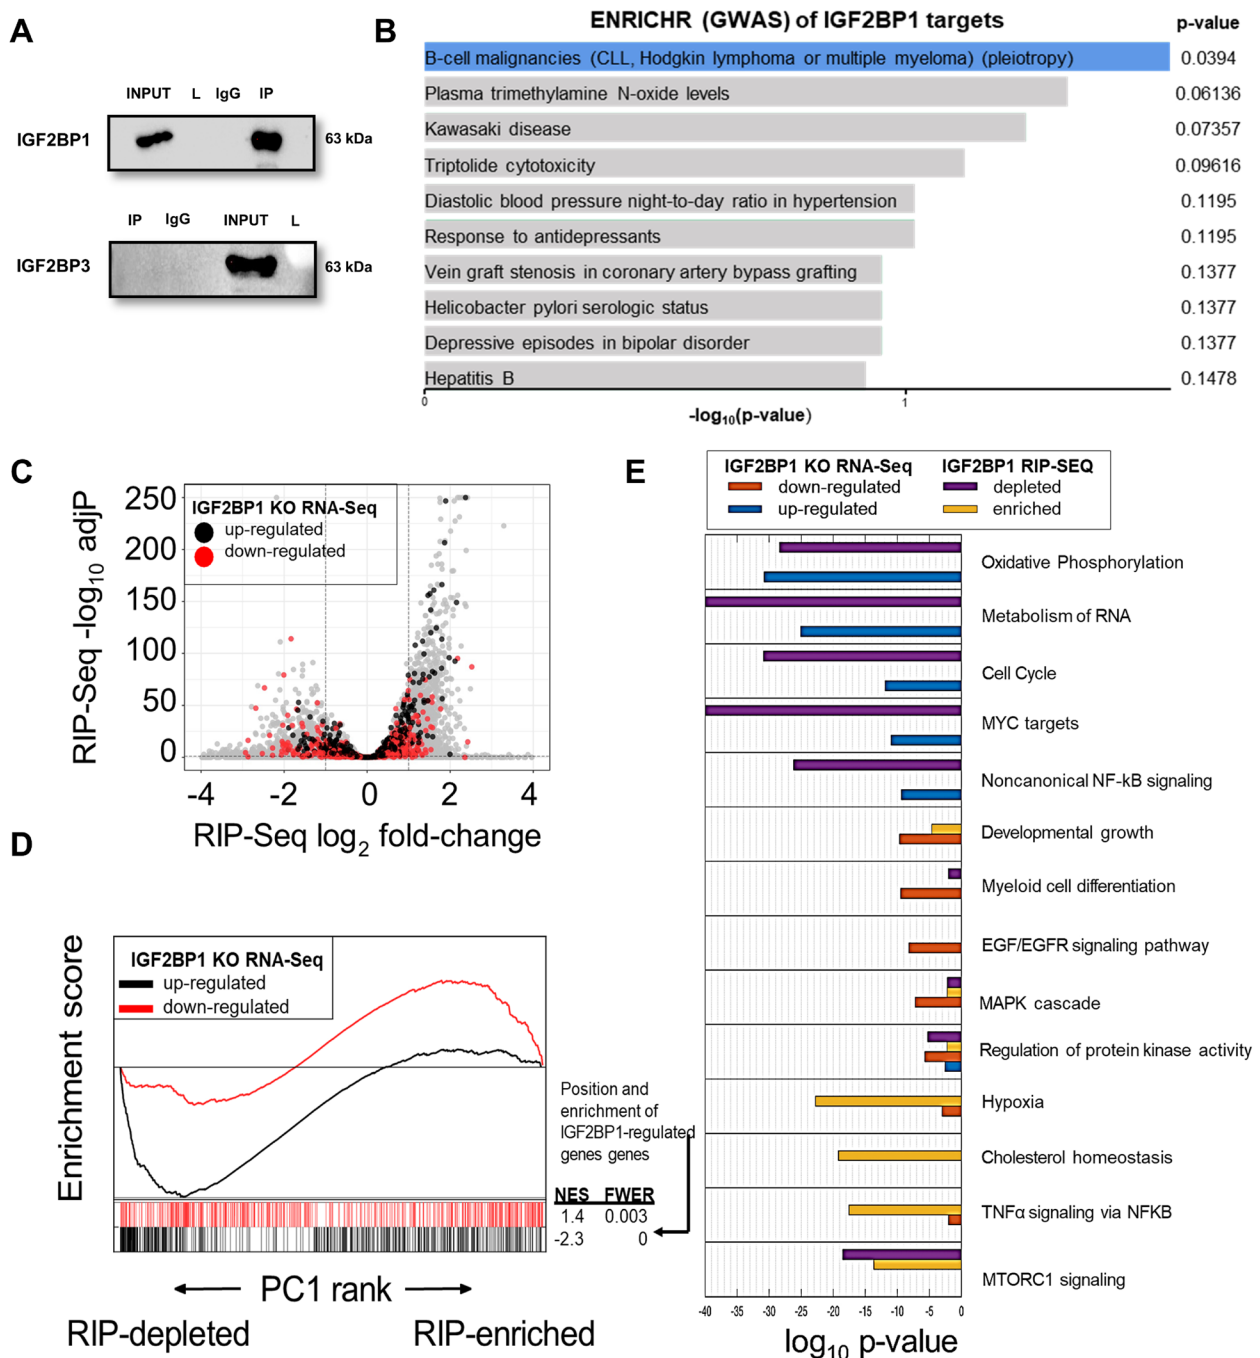 A
INPUT L IgG IP
IGF2BP1
63 kDa
IP IgG INPUT L
IGF2BP3
63 kDa
B
ENRICHR (GWAS) of IGF2BP1 targets
p-value
B-cell malignancies (CLL, Hodgkin lymphoma or multiple myeloma) (pleiotropy) 0.0394
Plasma trimethylamine N-oxide levels 0.06136
Kawasaki disease 0.07357
Triptolide cytotoxicity 0.09616
Diastolic blood pressure night-to-day ratio in hypertension 0.1195
Response to antidepressants 0.1195
Vein graft stenosis in coronary artery bypass grafting 0.1377
Helicobacter pylori serologic status 0.1377
Depressive episodes in bipolar disorder 0.1377
Hepatitis B 0.1478
0 1
-log10(p-value)
C
IGF2BP1 KO RNA-Seq
up-regulated
down-regulated
RIP-Seq -log10 adjP
250
200
150
100
50
0
-4 -2 0 2 4
RIP-Seq log2 fold-change
D
IGF2BP1 KO RNA-Seq
up-regulated
down-regulated
Enrichment score
Position and
enrichment of
IGF2BP1-regulated
genes genes
NES FWER
1.4 0.003
-2.3 0
PC1 rank
RIP-depleted RIP-enriched
E
IGF2BP1 KO RNA-Seq IGF2BP1 RIP-SEQ
down-regulated depleted
up-regulated enriched
Oxidative Phosphorylation
Metabolism of RNA
Cell Cycle
MYC targets
Noncanonical NF-kB signaling
Developmental growth
Myeloid cell differentiation
EGF/EGFR signaling pathway
MAPK cascade
Regulation of protein kinase activity
Hypoxia
Cholesterol homeostasis
TNFα signaling via NFKB
MTORC1 signaling
-40 -35 -30 -25 -20 -15 -10 -5 0
log10 p-value